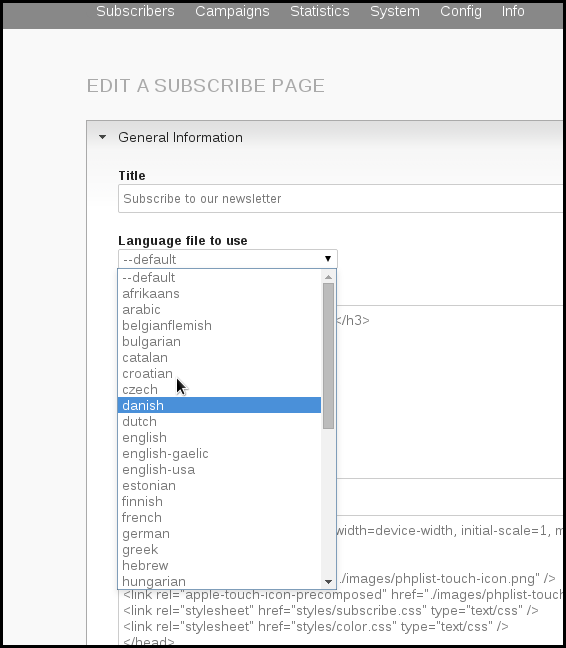 Subscribers Campaigns Statistics System Config Info
EDIT A SUBSCRIBE PAGE
General Information
Title
Subscribe to our newsletter
Language file to use
--default
--default
afrikaans
arabic
belgianflemish
</h3>
bulgarian
catalan
croatian
czech
danish
dutch
english
english-gaelic
english-usa
estonian
finnish
french
german
width=device-width, initial-scale=1, m
greek
hebrew
hungarian
./images/phplist-touch-icon.png" />
<link rel="apple-touch-icon-precomposed" href="./images/phplist-touch
<link rel="stylesheet" href="styles/subscribe.css" type="text/css" />
<link rel="stylesheet" href="styles/color.css" type="text/css" />
</head>